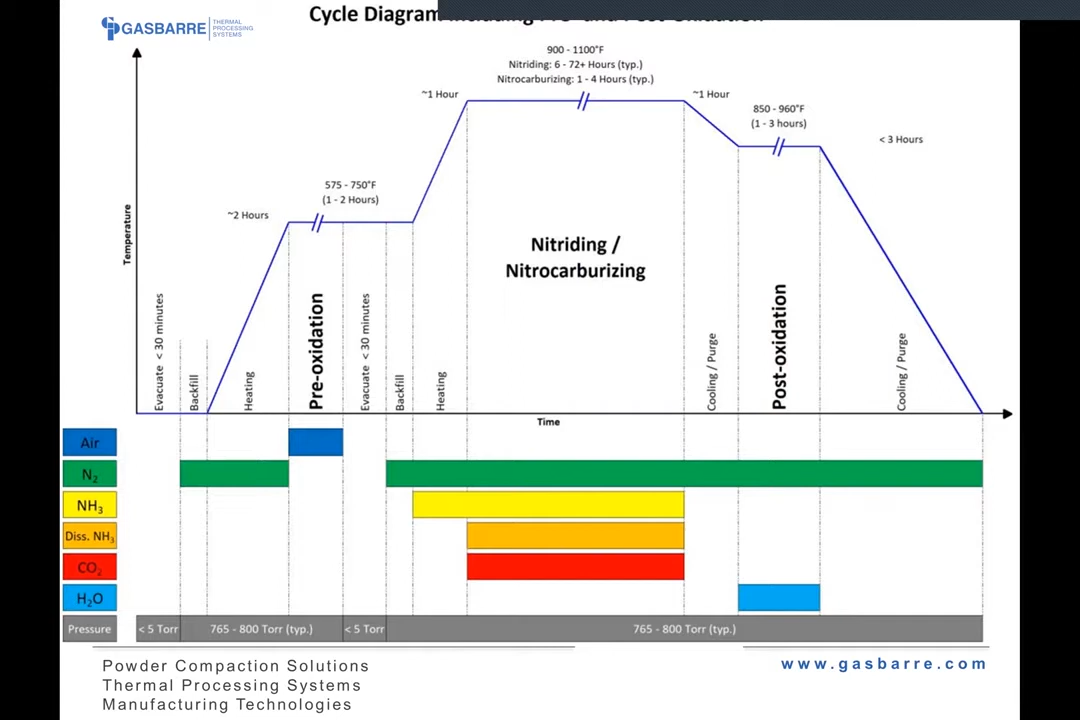 Cycle Diagram
GASBARRE
THERMAL
PROCESSING
SYSTEMS
900 - 1100°F
Nitriding: 6 - 72+ Hours (typ.)
Nitrocarburizing: 1 - 4 Hours (typ.)
~1 Hour
~1 Hour
850 - 960°F
(1 - 3 hours)
< 3 Hours
575 - 750°F
(1 - 2 Hours)
~2 Hours
Temperature
Nitriding /
Nitrocarburizing
Evacuate < 30 minutes
Backfill
Heating
Pre-oxidation
Evacuate < 30 minutes
Backfill
Heating
Cooling / Purge
Post-oxidation
Cooling / Purge
Time
Air
N₂
NH₃
Diss. NH₃
CO₂
H₂O
Pressure
< 5 Torr
765 - 800 Torr (typ.)
< 5 Torr
765 - 800 Torr (typ.)
Powder Compaction Solutions
Thermal Processing Systems
Manufacturing Technologies
www.gasbarre.com